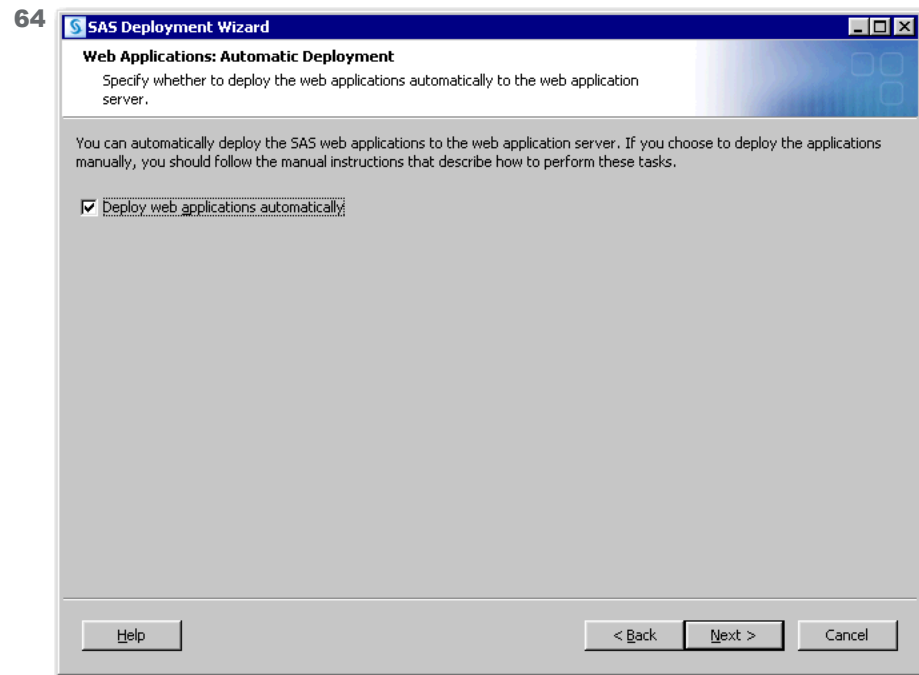 64
SAS Deployment Wizard
Web Applications: Automatic Deployment
Specify whether to deploy the web applications automatically to the web application
server.
You can automatically deploy the SAS web applications to the web application server. If you choose to deploy the applications
manually, you should follow the manual instructions that describe how to perform these tasks.
Deploy web applications automatically
Help
< Back
Next >
Cancel